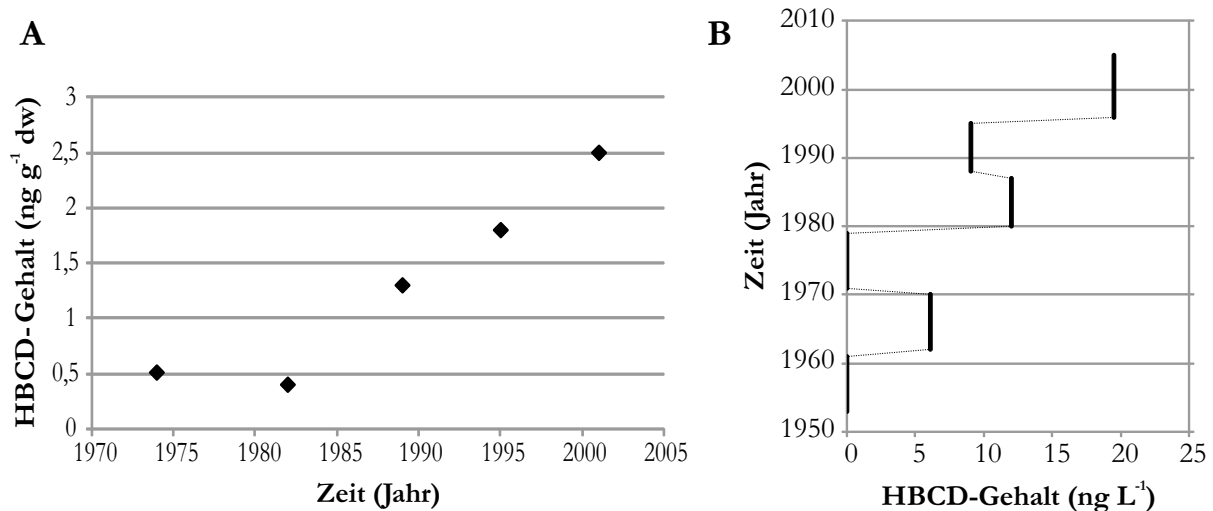 A
HBCD-Gehalt (ng g⁻¹ dw)
3
2,5
2
1,5
1
0,5
0
1970 1975 1980 1985 1990 1995 2000 2005
Zeit (Jahr)
B
Zeit (Jahr)
2010
2000
1990
1980
1970
1960
1950
0 5 10 15 20 25
HBCD-Gehalt (ng L⁻¹)